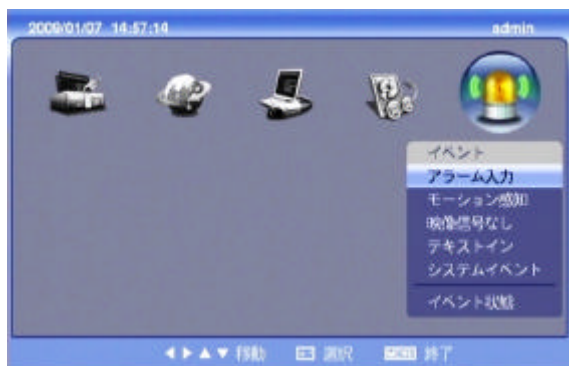 2009/01/07 14:57:14 admin
イベント
アラーム入力
モーション感知
映像信号なし
テキストイン
システムイベント
イベント状態
◀ ▶ ▲ ▼ 移動 選択 終了